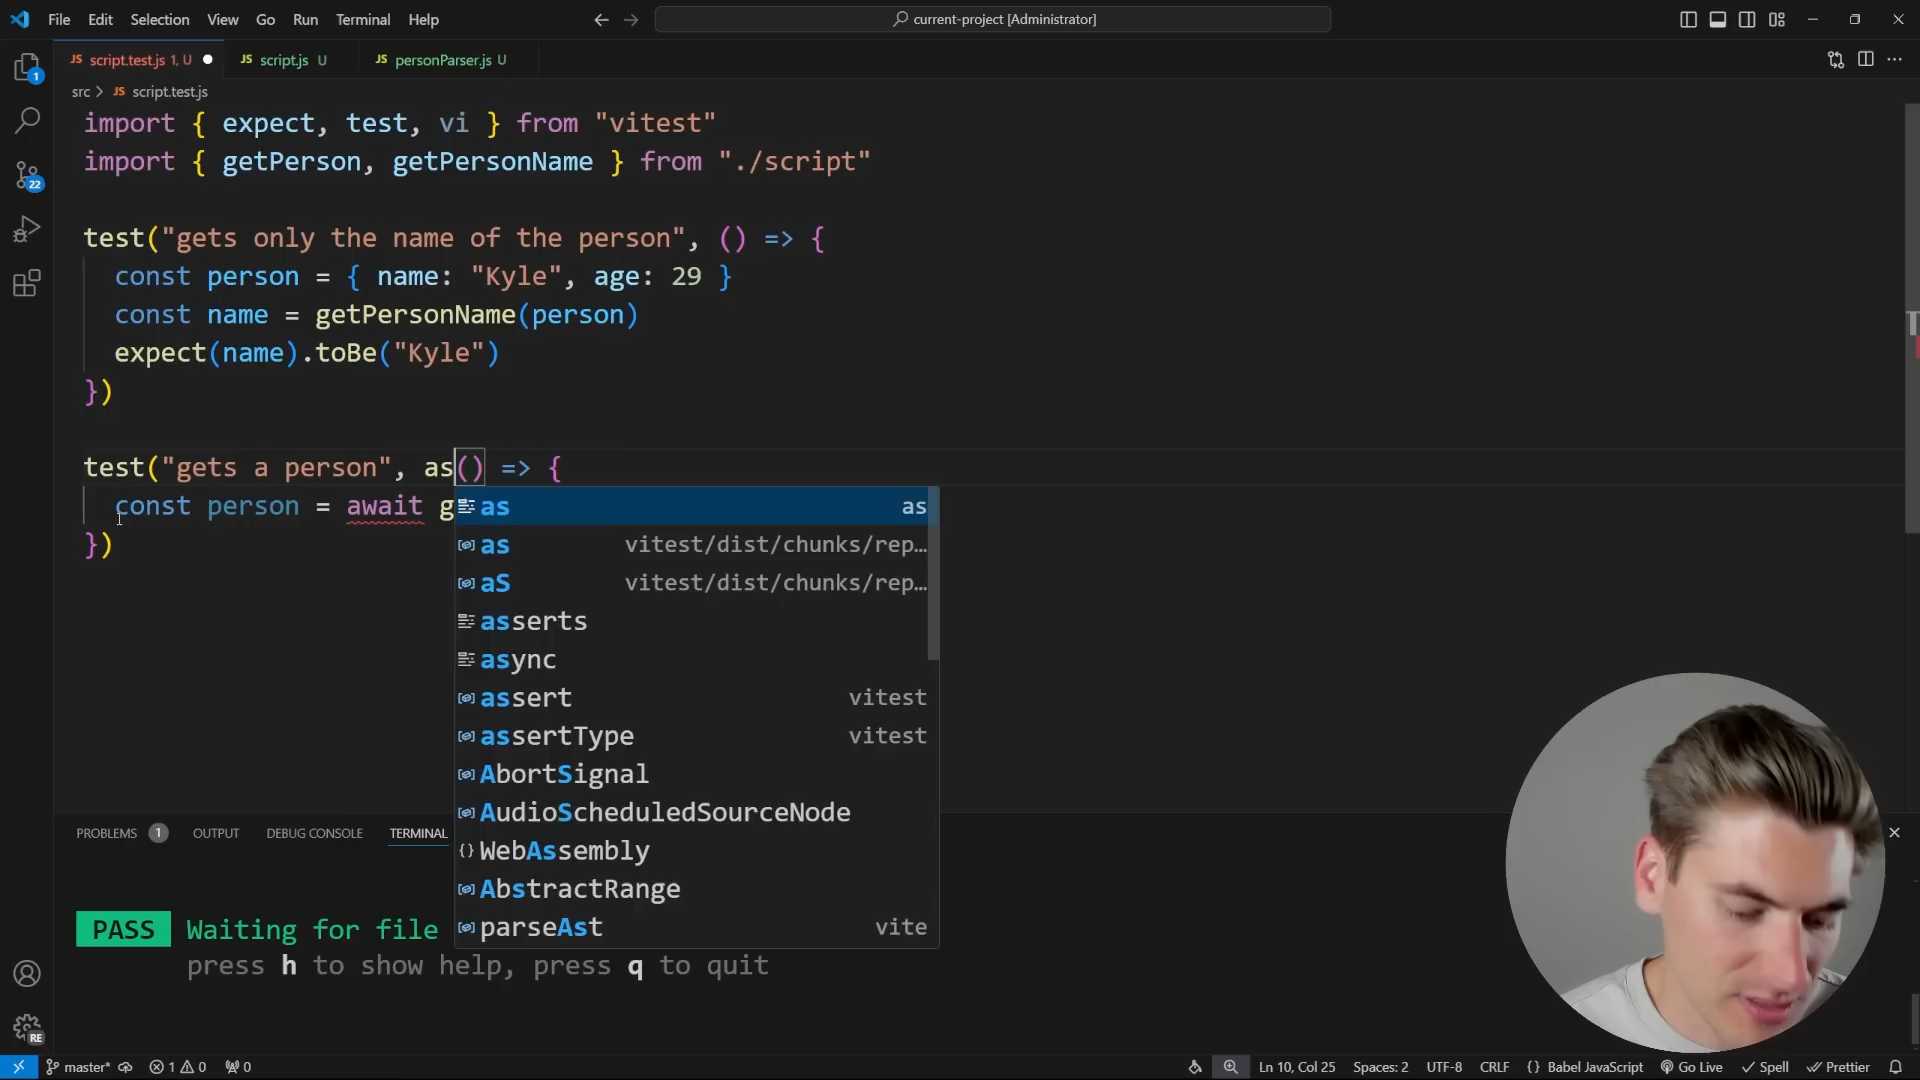 File Edit Selection View Go Run Terminal Help
current-project [Administrator]
JS script.test.js 1, U
JS script.js U
JS personParser.js U
src > JS script.test.js
import { expect, test, vi } from "vitest"
import { getPerson, getPersonName } from "./script"
test("gets only the name of the person", () => {
const person = { name: "Kyle", age: 29 }
const name = getPersonName(person)
expect(name).toBe("Kyle")
})
test("gets a person", as() => {
const person = await g
})
as as
as vitest/dist/chunks/rep…
aS vitest/dist/chunks/rep…
asserts
async
assert vitest
assertType vitest
AbortSignal
AudioScheduledSourceNode
WebAssembly
AbstractRange
parseAst vite
1
22
RE
PROBLEMS 1 OUTPUT DEBUG CONSOLE TERMINAL
PASS Waiting for file
press h to show help, press q to quit
master* 1 0 0 Ln 10, Col 25 Spaces: 2 UTF-8 CRLF {} Babel JavaScript Go Live Spell Prettier